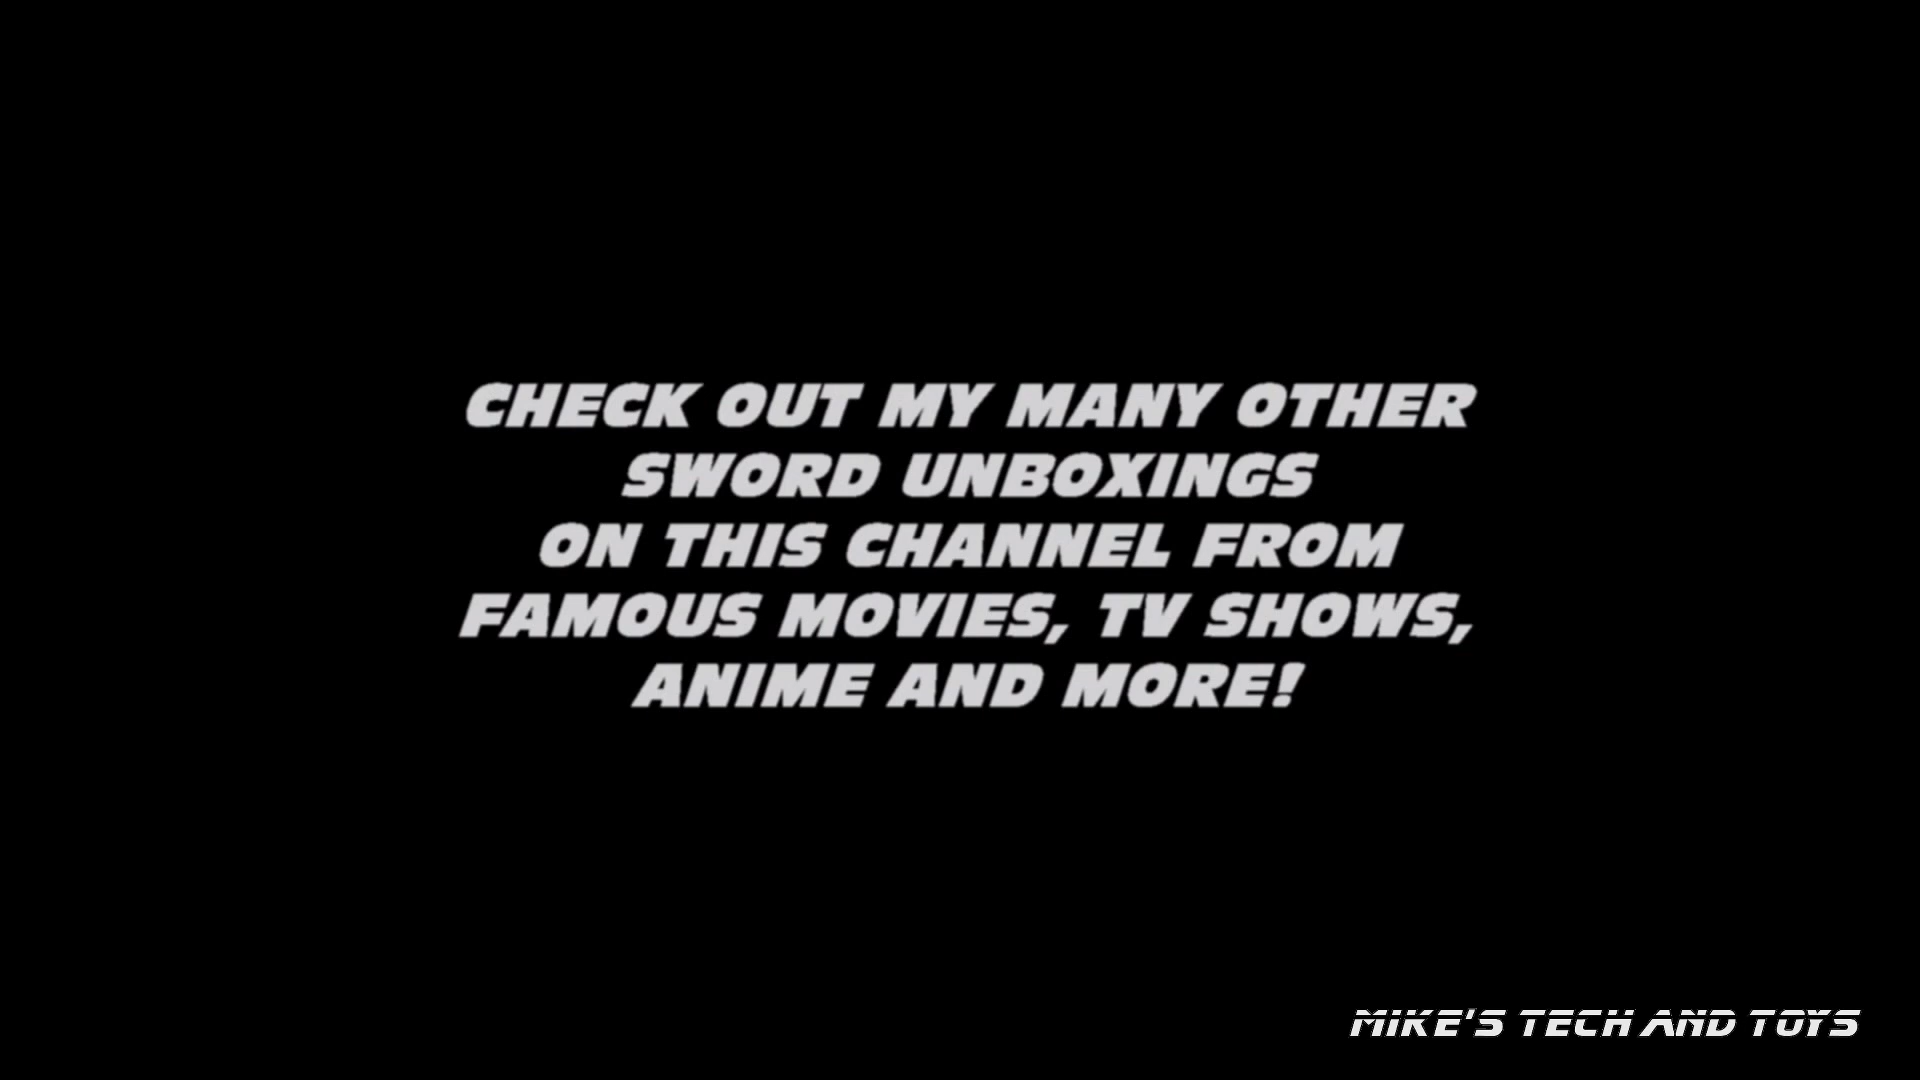 CHECK OUT MY MANY OTHER
SWORD UNBOXINGS
ON THIS CHANNEL FROM
FAMOUS MOVIES, TV SHOWS,
ANIME AND MORE!
MIKE'S TECH AND TOYS